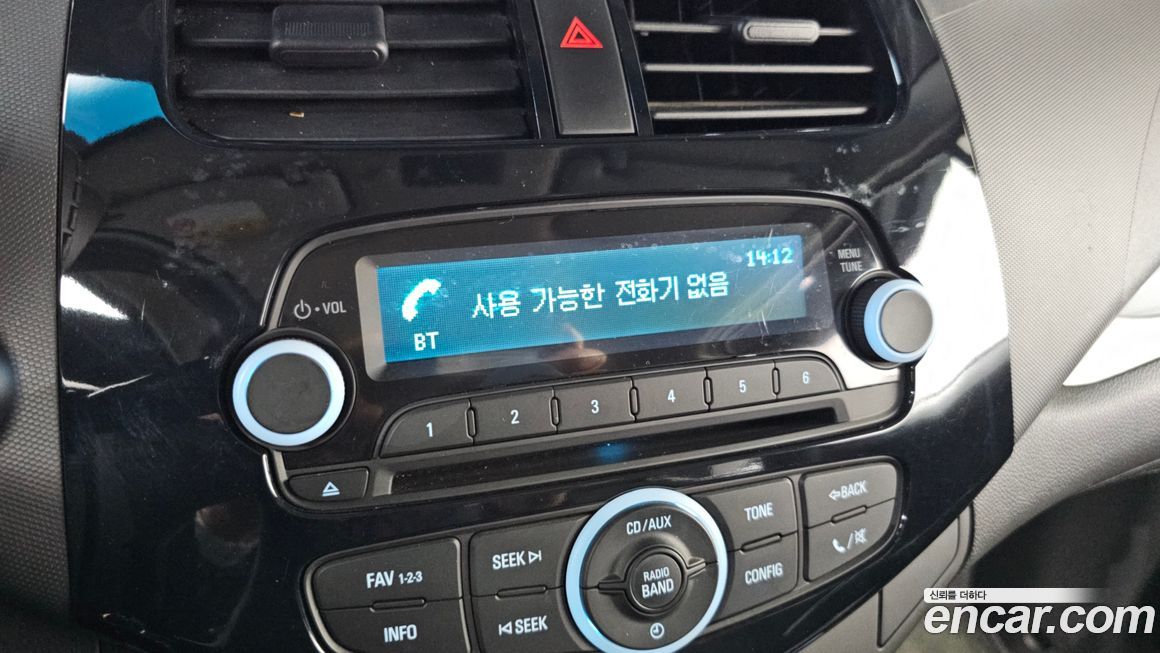 14:12
사용 가능한 전화기 없음
BT
VOL
MENU
TUNE
1
2
3
4
5
6
CD/AUX
TONE
BACK
SEEK
FAV 1-2-3
RADIO
BAND
CONFIG
INFO
SEEK
신뢰를 더하다
encar.com